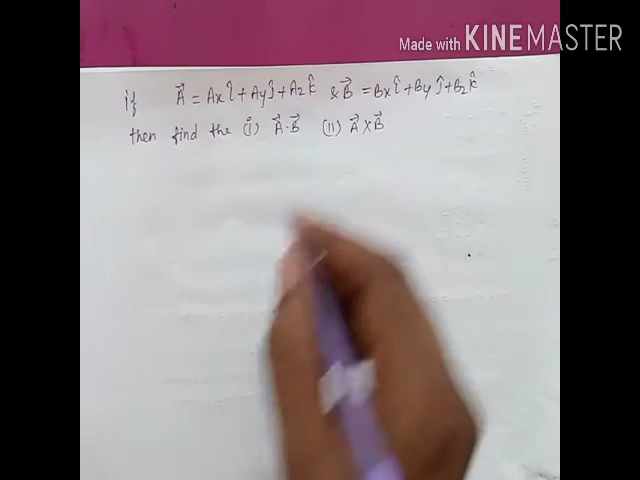 Made with KINEMASTER
if A⃗ = Axî + Ayĵ + Azk̂ & B⃗ = Bxî + Byĵ + Bzk̂
then find the (i) A⃗·B⃗ (ii) A⃗×B⃗